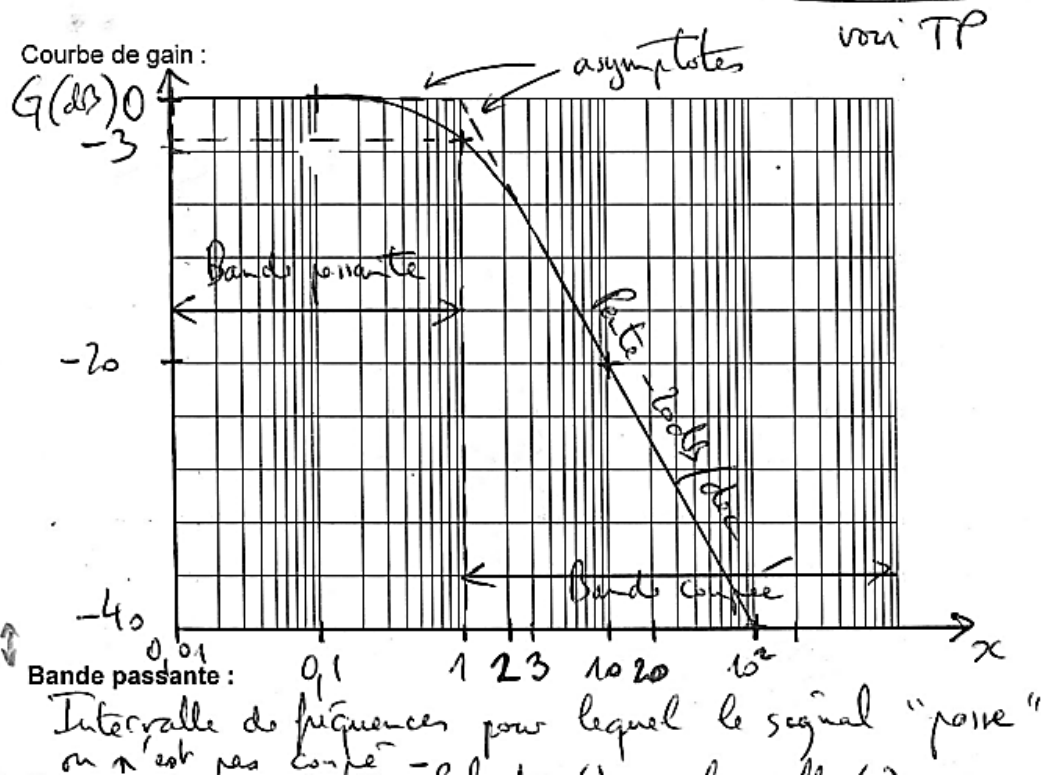 voir TP
Courbe de gain :
asymptotes
G(dB) 0
-3
Bande passante
-20
Pente -20dB/dec
Bande coupée
-40
0,01 0,1 1 2 3 10 20 10² x
Bande passante :
Intervalle de fréquences pour lequel le signal "passe"
ou n'est pas coupé -